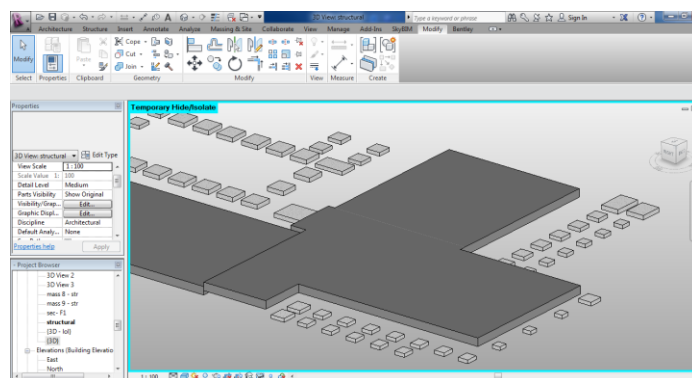 3D View: structural
Type a keyword or phrase
Sign In
Architecture Structure Insert Annotate Analyze Massing & Site Collaborate View Manage Add-Ins SkyBIM Modify Bentley
Modify
Paste
Cope
Cut
Join
Select Properties Clipboard Geometry Modify View Measure Create
Properties
Temporary Hide/Isolate
3D View: structural Edit Type
View Scale 1 : 100
Scale Value 1: 100
Detail Level Medium
Parts Visibility Show Original
Visibility/Grap... Edit...
Graphic Displ... Edit...
Discipline Architectural
Default Analy... None
Properties help Apply
Project Browser
3D View 2
3D View 3
mass 8 - str
mass 9 - str
sec- F1
structural
{3D - lol}
{3D}
Elevations (Building Elevatio
East
North
1 : 100